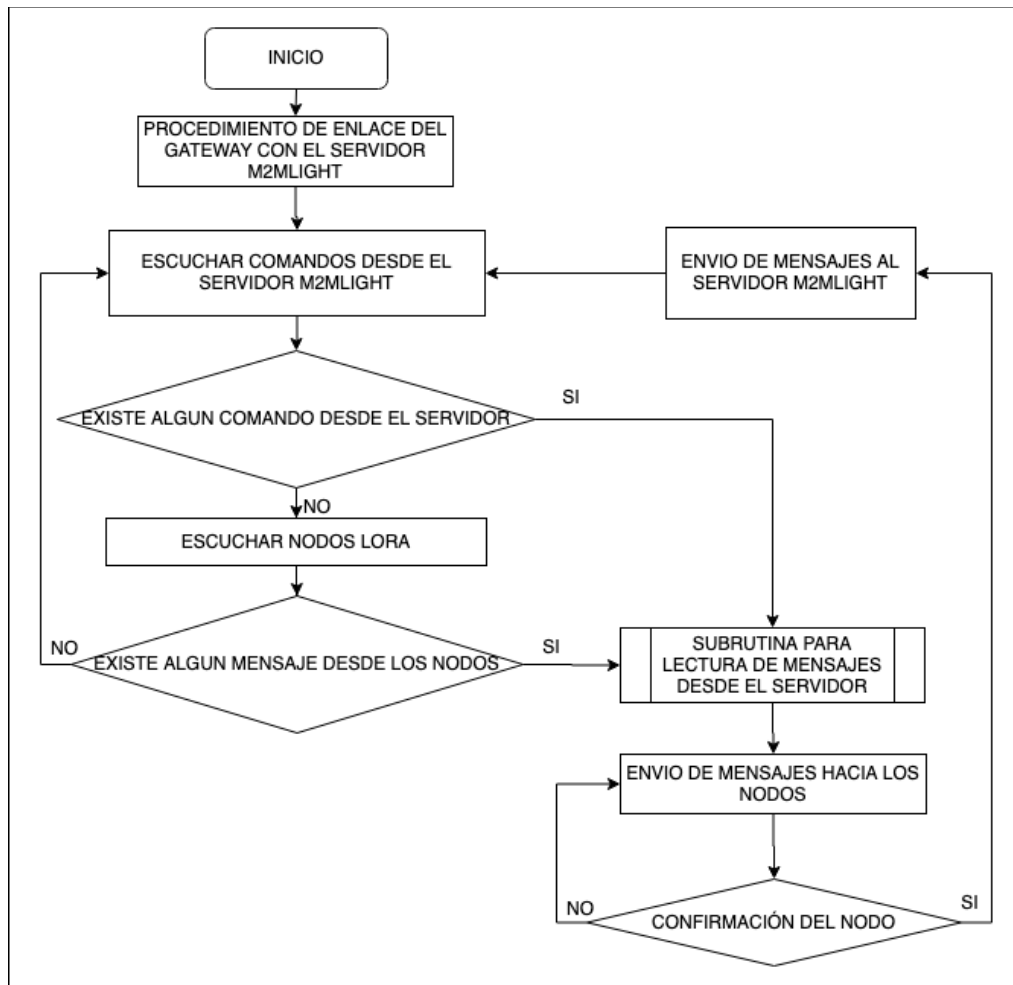 INICIO
PROCEDIMIENTO DE ENLACE DEL
GATEWAY CON EL SERVIDOR
M2MLIGHT
ESCUCHAR COMANDOS DESDE EL
SERVIDOR M2MLIGHT
ENVIO DE MENSAJES AL
SERVIDOR M2MLIGHT
EXISTE ALGUN COMANDO DESDE EL SERVIDOR
SI
NO
ESCUCHAR NODOS LORA
NO
EXISTE ALGUN MENSAJE DESDE LOS NODOS
SI
SUBRUTINA PARA
LECTURA DE MENSAJES
DESDE EL SERVIDOR
ENVIO DE MENSAJES HACIA LOS
NODOS
NO
CONFIRMACIÓN DEL NODO
SI